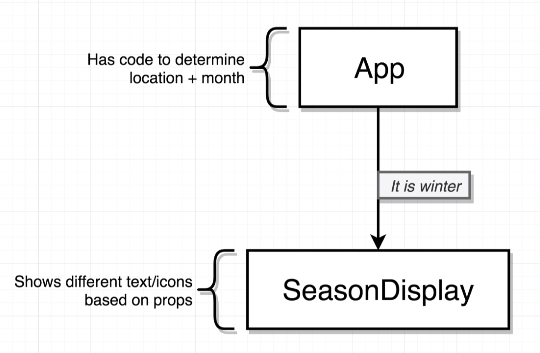 Has code to determine
location + month
App
It is winter
Shows different text/icons
based on props
SeasonDisplay